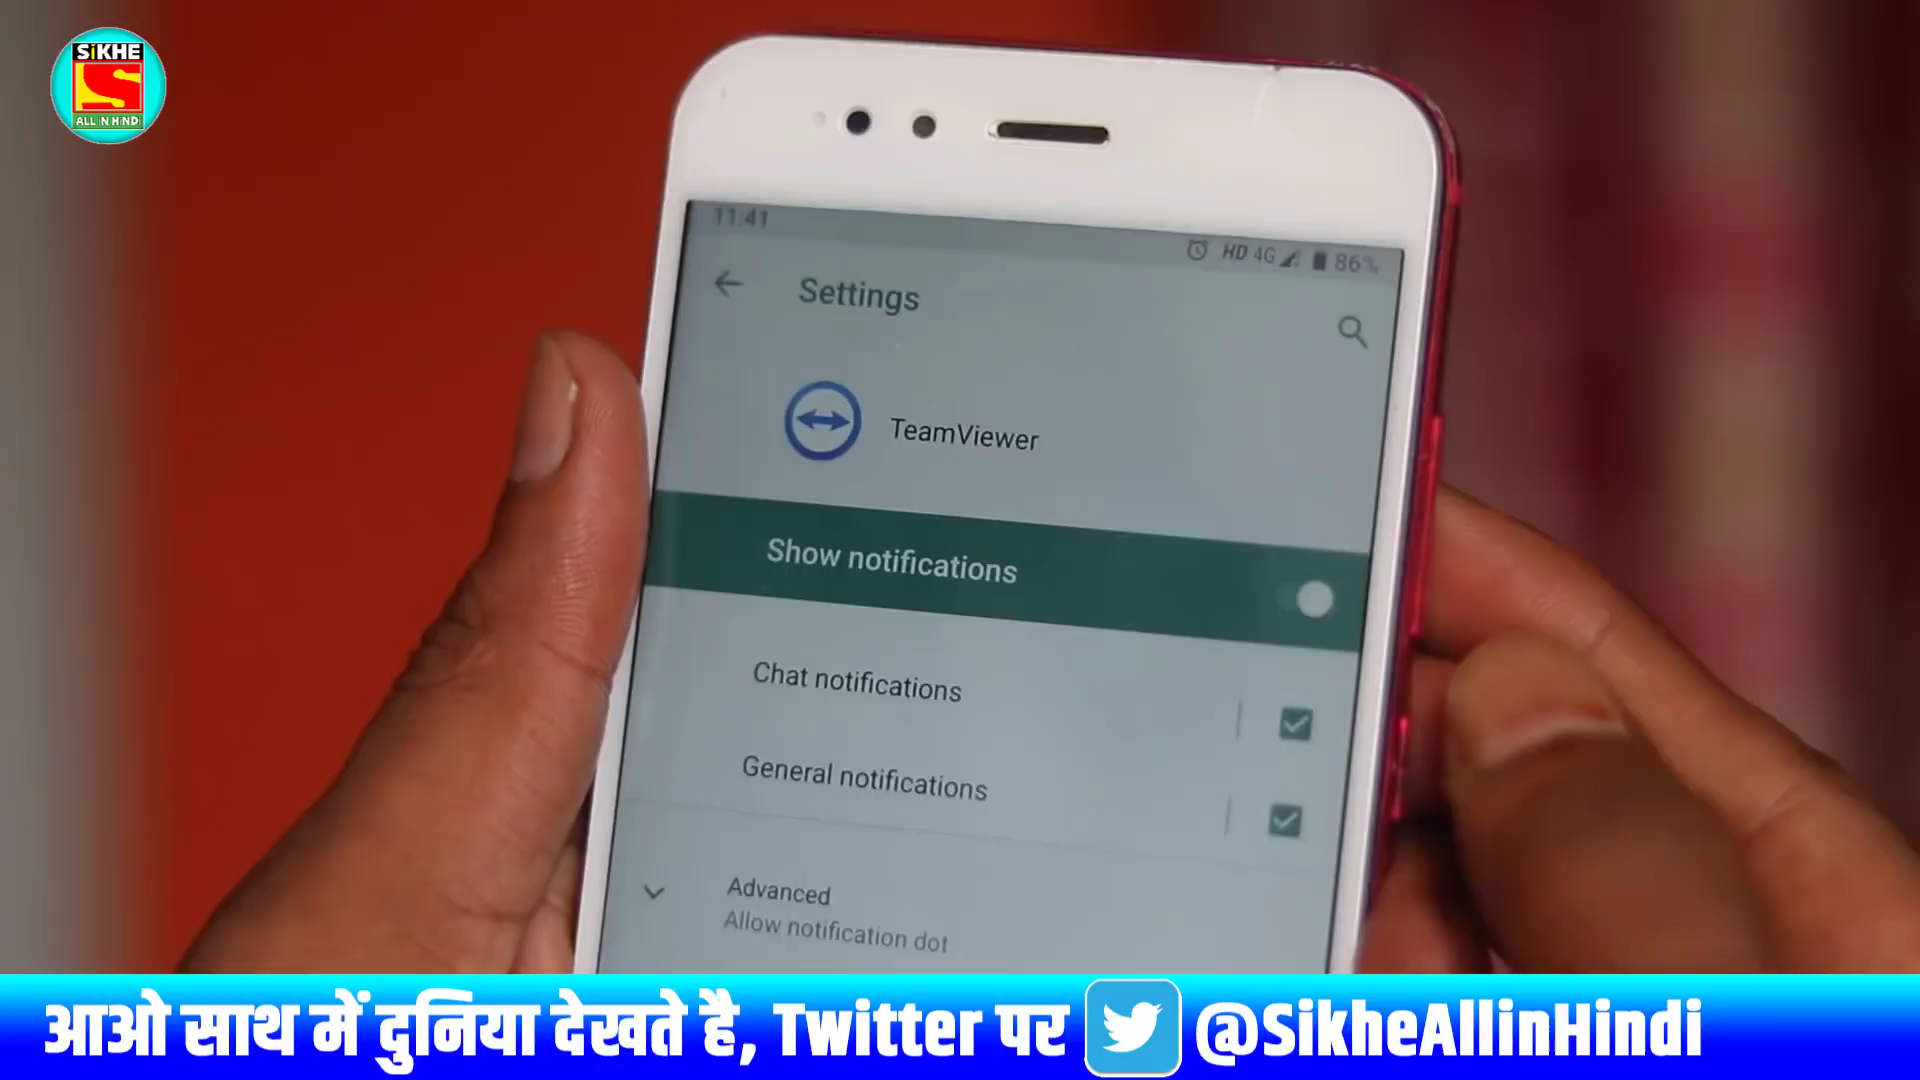 SiKHE
ALL IN HINDI
11:41
HD 4G 86%
Settings
TeamViewer
Show notifications
Chat notifications
General notifications
Advanced
Allow notification dot
आओ साथ में दुनिया देखते है, Twitter पर @SikheAllinHindi